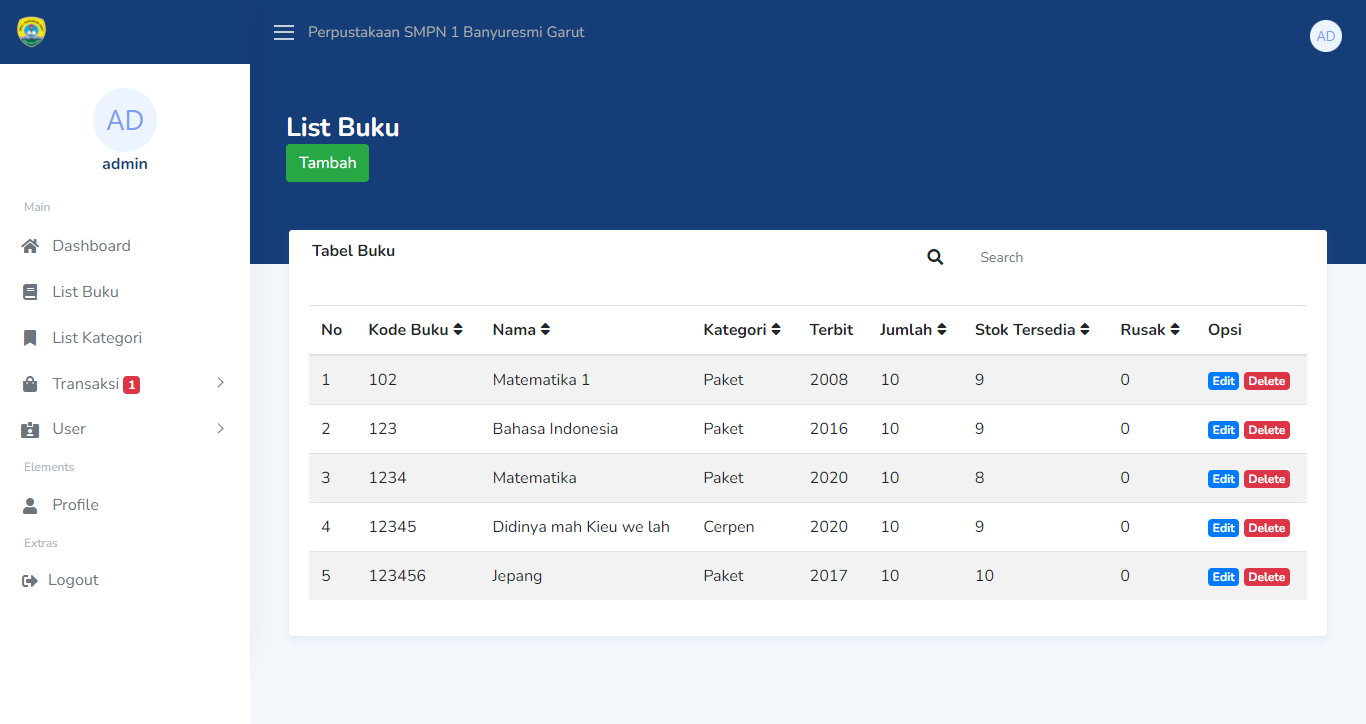 Perpustakaan SMPN 1 Banyuresmi Garut
AD
AD
admin
Main
Dashboard
List Buku
List Kategori
Transaksi 1
User
Elements
Profile
Extras
Logout
List Buku
Tambah
Tabel Buku
Search
No Kode Buku Nama Kategori Terbit Jumlah Stok Tersedia Rusak Opsi
1 102 Matematika 1 Paket 2008 10 9 0 Edit Delete
2 123 Bahasa Indonesia Paket 2016 10 9 0 Edit Delete
3 1234 Matematika Paket 2020 10 8 0 Edit Delete
4 12345 Didinya mah Kieu we lah Cerpen 2020 10 9 0 Edit Delete
5 123456 Jepang Paket 2017 10 10 0 Edit Delete